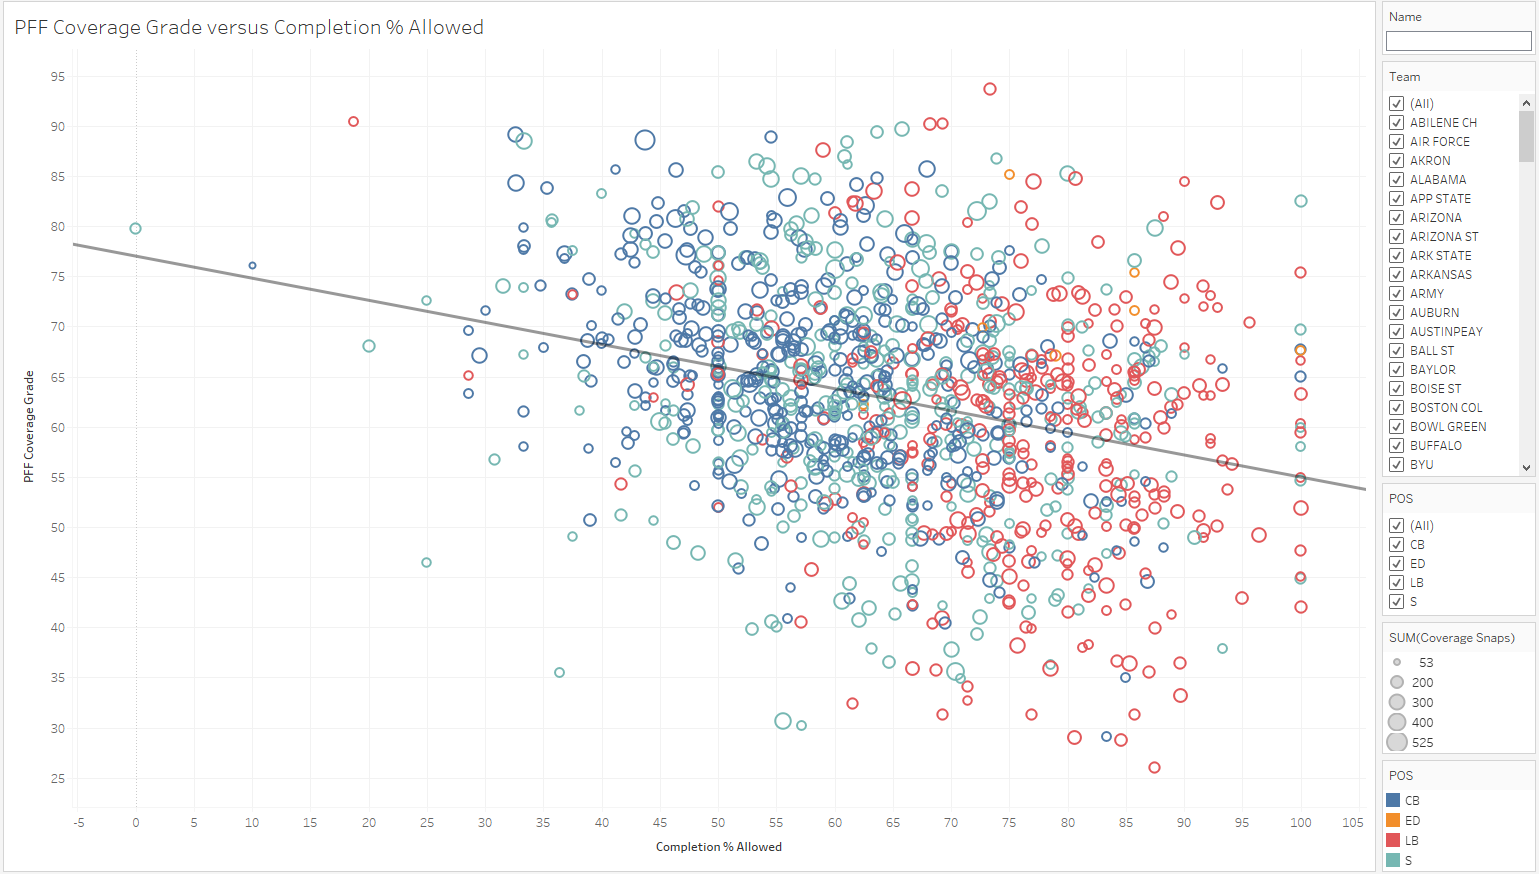 PFF Coverage Grade versus Completion % Allowed
95
90
85
80
75
70
65
60
55
50
45
40
35
30
25
PFF Coverage Grade
-5 0 5 10 15 20 25 30 35 40 45 50 55 60 65 70 75 80 85 90 95 100 105
Completion % Allowed
Name
Team
(All)
ABILENE CH
AIR FORCE
AKRON
ALABAMA
APP STATE
ARIZONA
ARIZONA ST
ARK STATE
ARKANSAS
ARMY
AUBURN
AUSTINPEAY
BALL ST
BAYLOR
BOISE ST
BOSTON COL
BOWL GREEN
BUFFALO
BYU
POS
(All)
CB
ED
LB
S
SUM(Coverage Snaps)
53
200
300
400
525
POS
CB
ED
LB
S